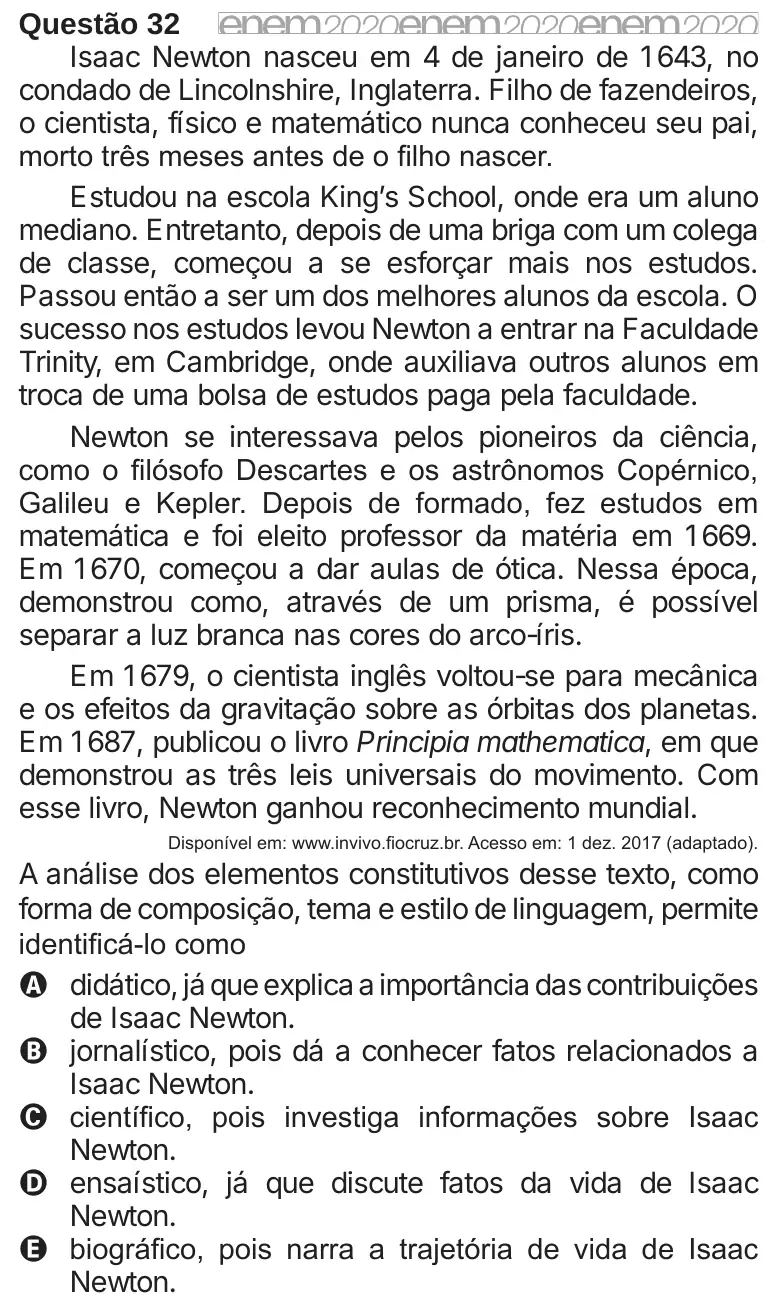 Questão 32 enem2020enem2020enem2020
Isaac Newton nasceu em 4 de janeiro de 1643, no
condado de Lincolnshire, Inglaterra. Filho de fazendeiros,
o cientista, físico e matemático nunca conheceu seu pai,
morto três meses antes de o filho nascer.
Estudou na escola King's School, onde era um aluno
mediano. Entretanto, depois de uma briga com um colega
de classe, começou a se esforçar mais nos estudos.
Passou então a ser um dos melhores alunos da escola. O
sucesso nos estudos levou Newton a entrar na Faculdade
Trinity, em Cambridge, onde auxiliava outros alunos em
troca de uma bolsa de estudos paga pela faculdade.
Newton se interessava pelos pioneiros da ciência,
como o filósofo Descartes e os astrônomos Copérnico,
Galileu e Kepler. Depois de formado, fez estudos em
matemática e foi eleito professor da matéria em 1669.
Em 1670, começou a dar aulas de ótica. Nessa época,
demonstrou como, através de um prisma, é possível
separar a luz branca nas cores do arco-íris.
Em 1679, o cientista inglês voltou-se para mecânica
e os efeitos da gravitação sobre as órbitas dos planetas.
Em 1687, publicou o livro Principia mathematica, em que
demonstrou as três leis universais do movimento. Com
esse livro, Newton ganhou reconhecimento mundial.
Disponível em: www.invivo.fiocruz.br. Acesso em: 1 dez. 2017 (adaptado).
A análise dos elementos constitutivos desse texto, como
forma de composição, tema e estilo de linguagem, permite
identificá-lo como
A didático, já que explica a importância das contribuições
de Isaac Newton.
B jornalístico, pois dá a conhecer fatos relacionados a
Isaac Newton.
C científico, pois investiga informações sobre Isaac
Newton.
D ensaístico, já que discute fatos da vida de Isaac
Newton.
E biográfico, pois narra a trajetória de vida de Isaac
Newton.